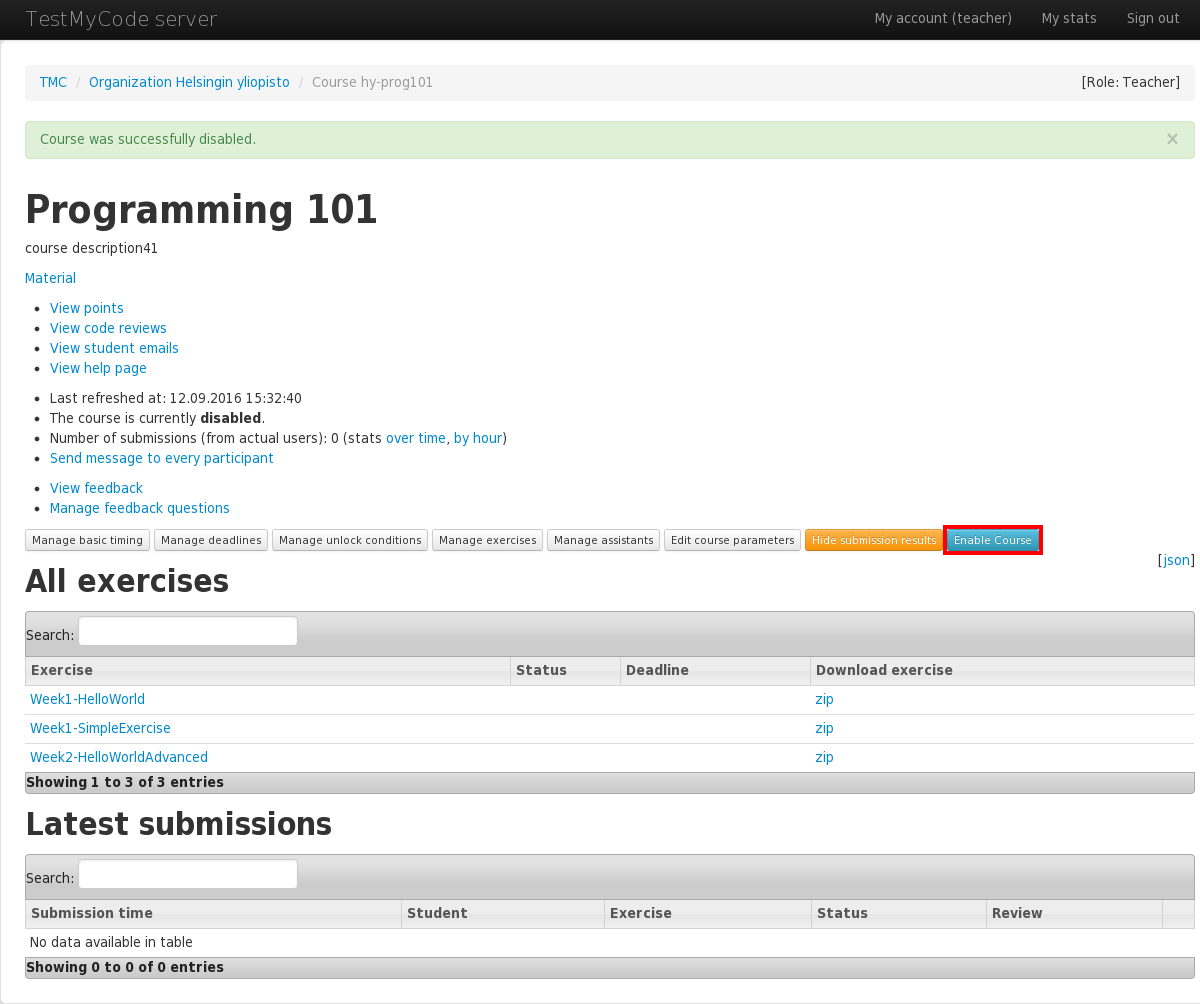 TestMyCode server My account (teacher) My stats Sign out
TMC / Organization Helsingin yliopisto / Course hy-prog101 [Role: Teacher]
Course was successfully disabled. ×
Programming 101
course description41
Material
• View points
• View code reviews
• View student emails
• View help page
• Last refreshed at: 12.09.2016 15:32:40
• The course is currently disabled.
• Number of submissions (from actual users): 0 (stats over time, by hour)
• Send message to every participant
• View feedback
• Manage feedback questions
Manage basic timing Manage deadlines Manage unlock conditions Manage exercises Manage assistants Edit course parameters Hide submission results Enable Course
[json]
All exercises
Search:
Exercise Status Deadline Download exercise
Week1-HelloWorld zip
Week1-SimpleExercise zip
Week2-HelloWorldAdvanced zip
Showing 1 to 3 of 3 entries
Latest submissions
Search:
Submission time Student Exercise Status Review
No data available in table
Showing 0 to 0 of 0 entries